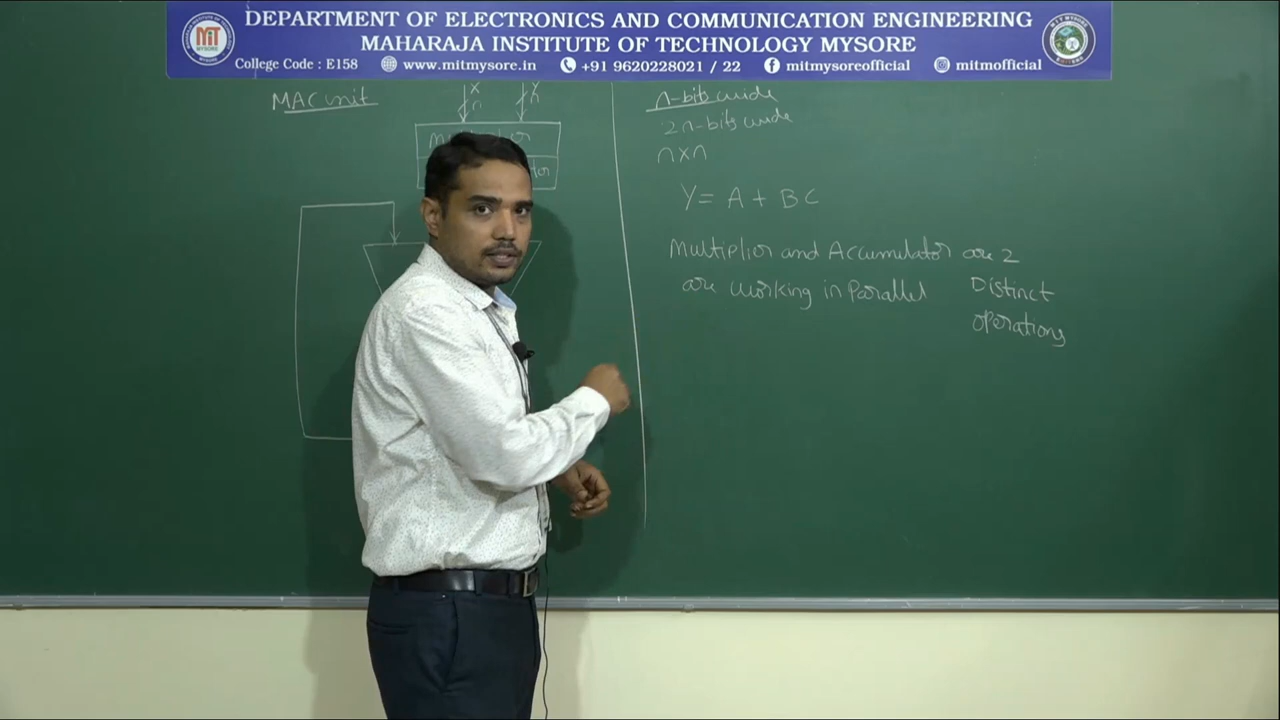 DEPARTMENT OF ELECTRONICS AND COMMUNICATION ENGINEERING
MAHARAJA INSTITUTE OF TECHNOLOGY MYSORE
College Code : E158 www.mitmysore.in +91 9620228021 / 22 mitmysoreofficial mitmofficial
MIT
MYSORE
MAC unit
X Y
n n
n-bits wide
2n-bits wide
n x n
Y = A + BC
Multiplier and Accumulator are 2
are working in Parallel Distinct
operations